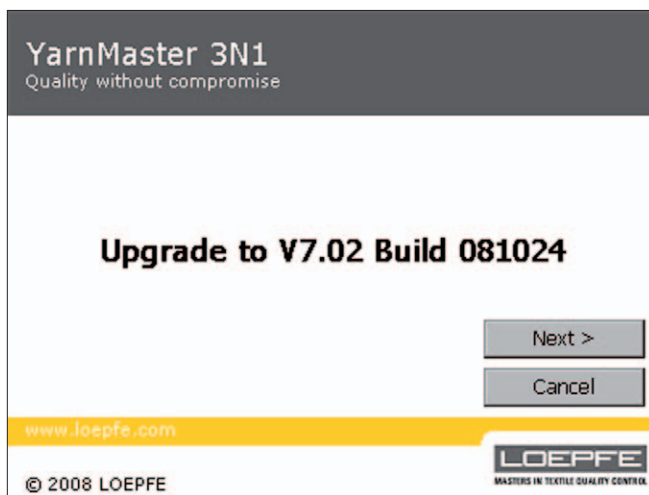 YarnMaster 3N1
Quality without compromise
Upgrade to V7.02 Build 081024
Next >
Cancel
www.loepfe.com
© 2008 LOEPFE
LOEPFE
MASTERS IN TEXTILE QUALITY CONTROL